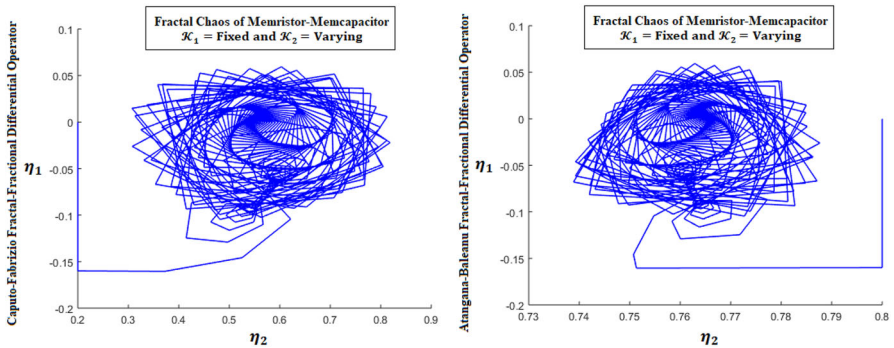 Fractal Chaos of Memristor-Memcapacitor
𝒦₁ = Fixed and 𝒦₂ = Varying
Caputo-Fabrizio Fractal-Fractional Differential Operator
η₁
0.1
0.05
0
-0.05
-0.1
-0.15
-0.2
0.2 0.3 0.4 0.5 0.6 0.7 0.8 0.9
η₂
Fractal Chaos of Memristor-Memcapacitor
𝒦₁ = Fixed and 𝒦₂ = Varying
Atangana-Baleanu Fractal-Fractional Differential Operator
η₁
0.1
0.05
0
-0.05
-0.1
-0.15
-0.2
0.73 0.74 0.75 0.76 0.77 0.78 0.79 0.8
η₂